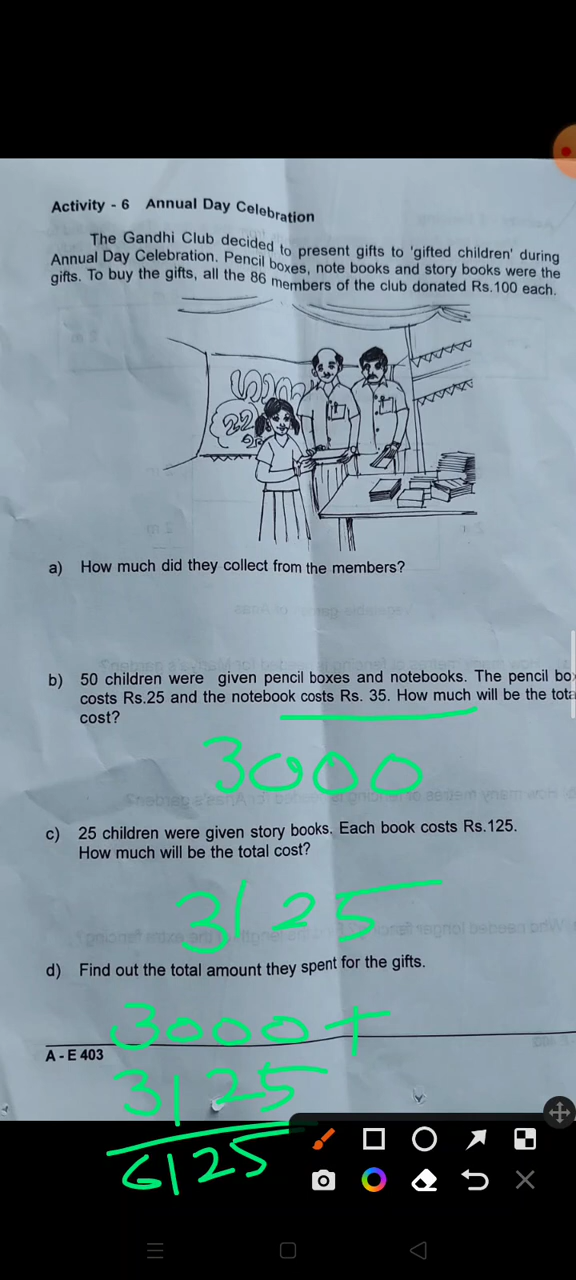 Activity - 6 Annual Day Celebration
The Gandhi Club decided to present gifts to 'gifted children' during
Annual Day Celebration. Pencil boxes, note books and story books were the
gifts. To buy the gifts, all the 86 members of the club donated Rs.100 each.
22
a) How much did they collect from the members?
b) 50 children were given pencil boxes and notebooks. The pencil box
costs Rs.25 and the notebook costs Rs. 35. How much will be the tota
cost?
3000
c) 25 children were given story books. Each book costs Rs.125.
How much will be the total cost?
3125
d) Find out the total amount they spent for the gifts.
3000 +
A - E 403
3125
6125